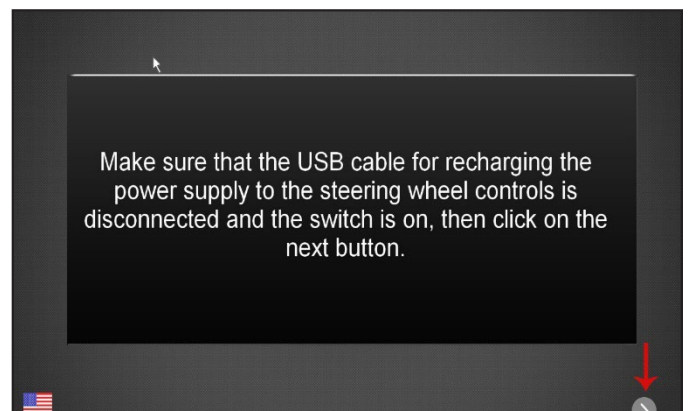 Make sure that the USB cable for recharging the
power supply to the steering wheel controls is
disconnected and the switch is on, then click on the
next button.